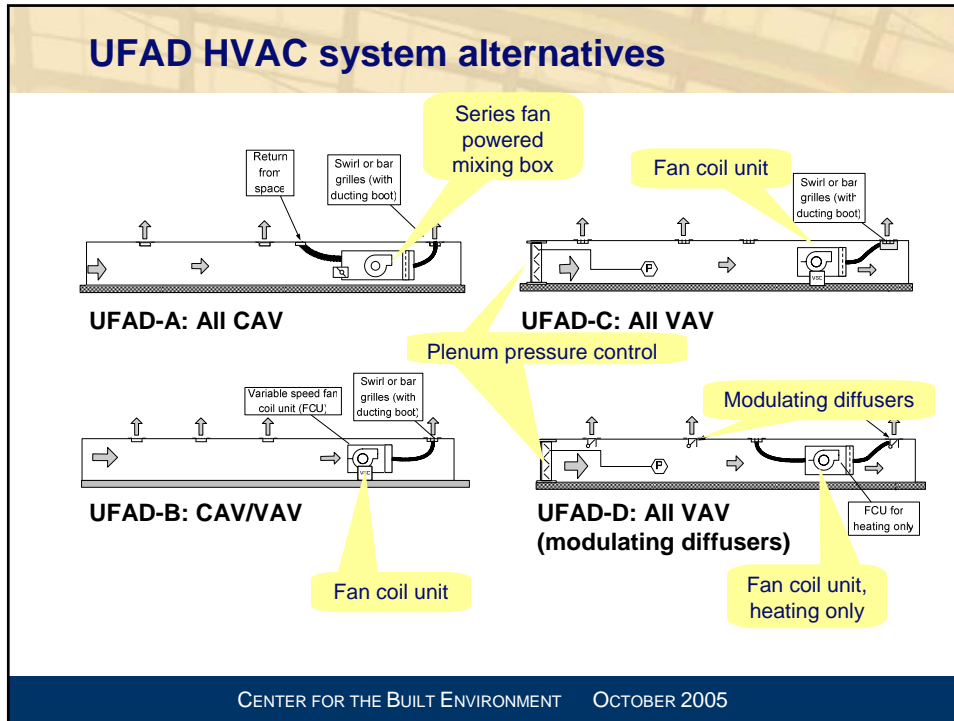 UFAD HVAC system alternatives
Series fan
powered
mixing box
Return
from
space
Swirl or bar
grilles (with
ducting boot)
UFAD-A: All CAV
Fan coil unit
Swirl or bar
grilles (with
ducting boot)
P
VSC
UFAD-C: All VAV
Plenum pressure control
Variable speed fan
coil unit (FCU)
Swirl or bar
grilles (with
ducting boot)
VSC
UFAD-B: CAV/VAV
Fan coil unit
Modulating diffusers
P
FCU for
heating only
UFAD-D: All VAV
(modulating diffusers)
Fan coil unit,
heating only
CENTER FOR THE BUILT ENVIRONMENT OCTOBER 2005